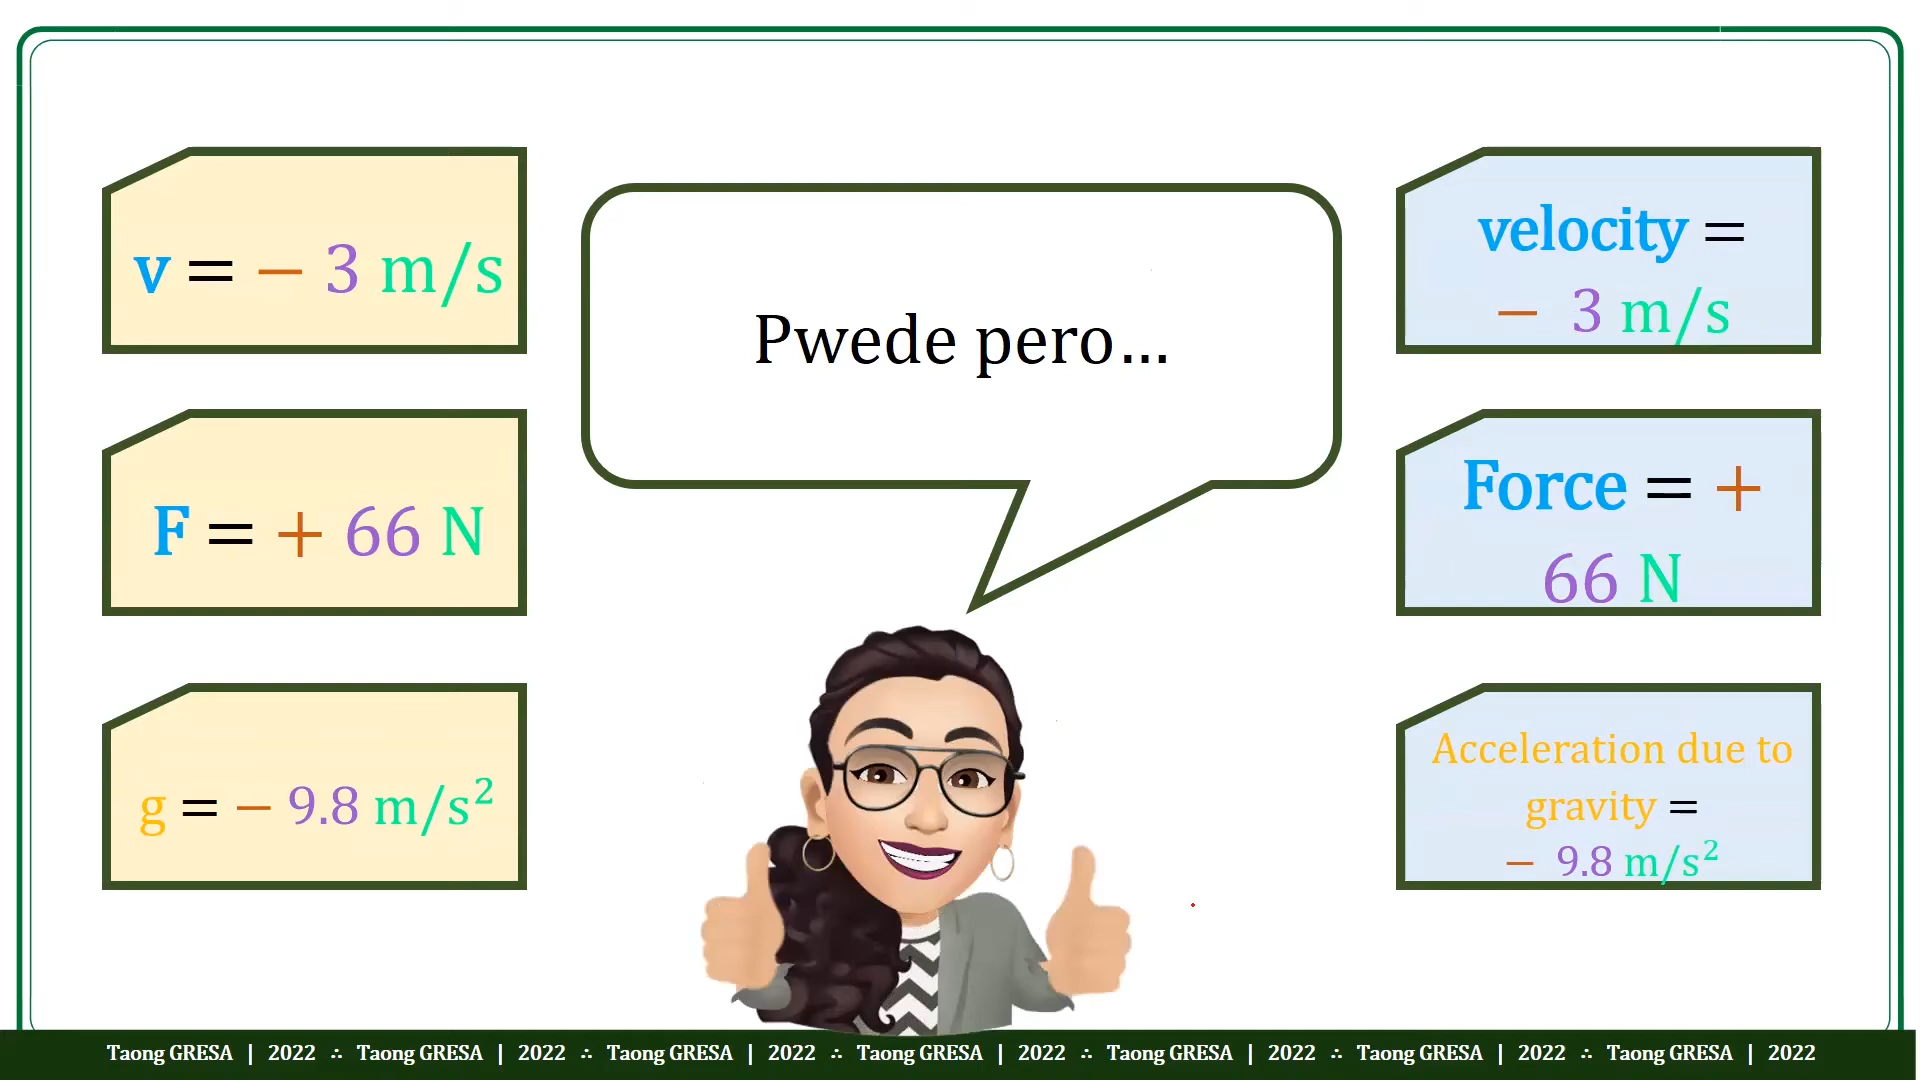 v = − 3 m/s
F = + 66 N
g = − 9.8 m/s²
Pwede pero…
velocity =
− 3 m/s
Force = +
66 N
Acceleration due to
gravity =
− 9.8 m/s²
Taong GRESA | 2022 ∴ Taong GRESA | 2022 ∴ Taong GRESA | 2022 ∴ Taong GRESA | 2022 ∴ Taong GRESA | 2022 ∴ Taong GRESA | 2022 ∴ Taong GRESA | 2022